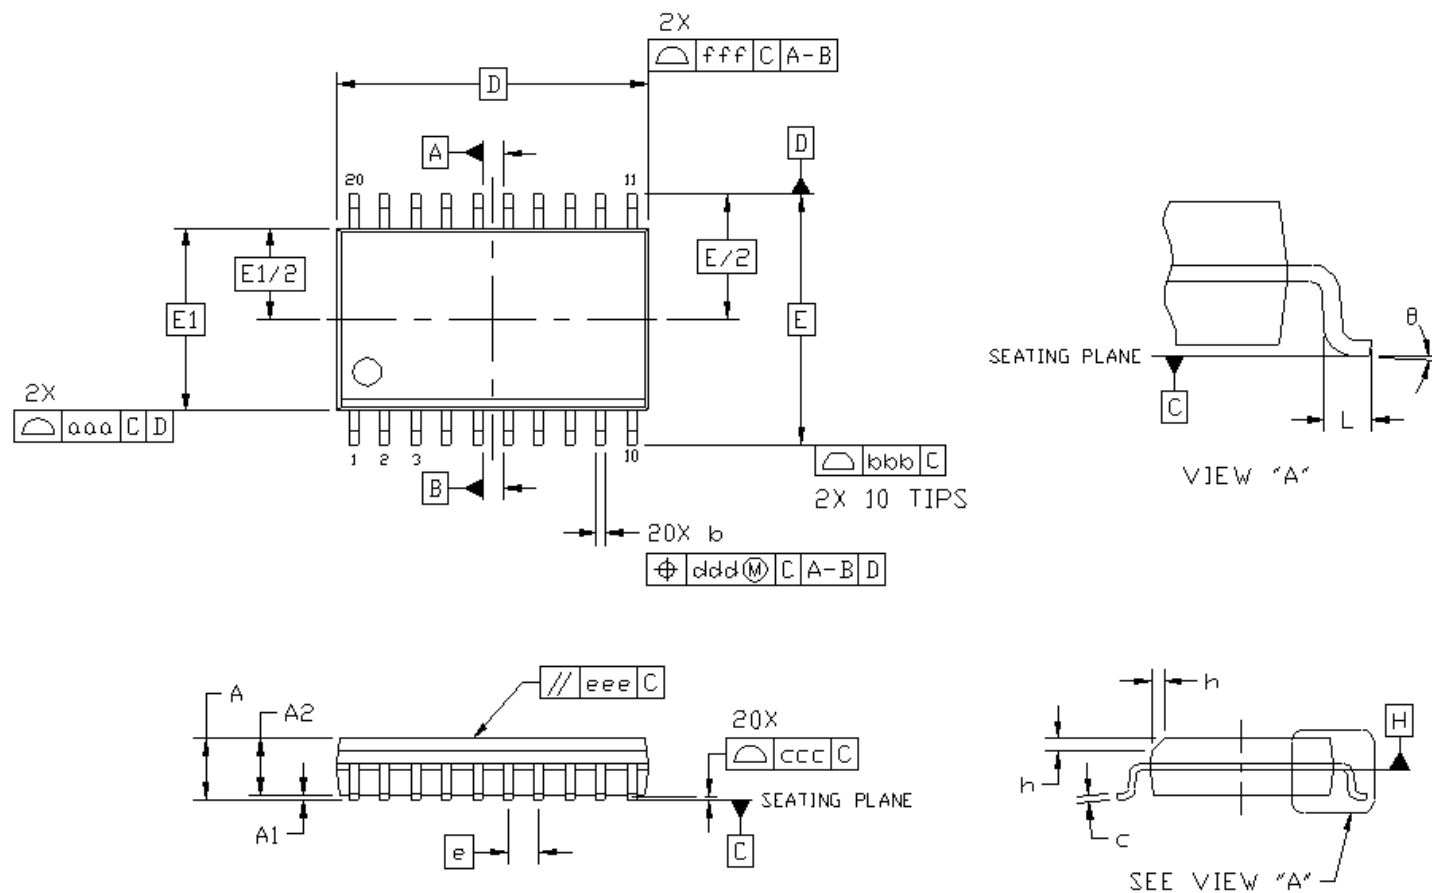 2X
fff C A-B
D
A
D
20 11
E1/2
E/2
E1
E
2X
aaa C D
1 2 3 10
B
bbb C
2X 10 TIPS
20X b
ddd Ⓜ C A-B D
θ
SEATING PLANE
C
L
VIEW "A"
// eee C
A
A2
20X
ccc C
SEATING PLANE
A1
e
C
h
H
h
c
SEE VIEW "A"